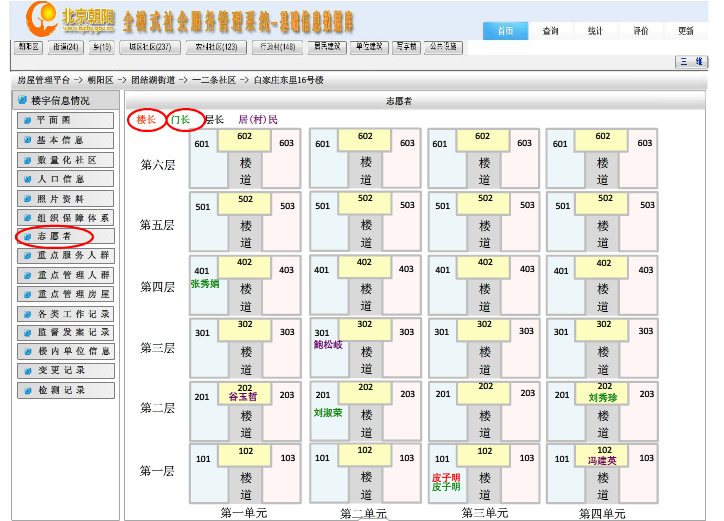 北京朝阳 全模式社会服务管理系统-基础信息数据库
首页 查询 统计 评价 更新
朝阳区 街道(24) 乡(19) 城区社区(237) 农村社区(123) 行政村(148) 居民建筑 单位建筑 写字楼 公共设施
三 维
房屋管理平台 -> 朝阳区 -> 团结湖街道 -> 一二条社区 -> 白家庄东里16号楼
楼宇信息情况
平面图
基本信息
数量化社区
人口信息
照片资料
组织保障体系
志愿者
重点服务人群
重点管理人群
重点管理房屋
各类工作记录
监督发案记录
楼内单位信息
变更记录
检测记录
志愿者
楼长 门长 层长 居(村)民
第六层 601 602 603 601 602 603 601 602 603 601 602 603
楼道 楼道 楼道 楼道
第五层 501 502 503 501 502 503 501 502 503 501 502 503
楼道 楼道 楼道 楼道
第四层 401 402 403 401 402 403 401 402 403 401 402 403
张秀娟
楼道 楼道 楼道 楼道
第三层 301 302 303 301 302 303 301 302 303 301 302 303
鲍松岐
楼道 楼道 楼道 楼道
第二层 201 202 203 201 202 203 201 202 203 201 202 203
谷玉哲 刘淑荣 刘秀珍
楼道 楼道 楼道 楼道
第一层 101 102 103 101 102 103 101 102 103 101 102 103
皮子明 冯建英
皮子明
楼道 楼道 楼道 楼道
第一单元 第二单元 第三单元 第四单元